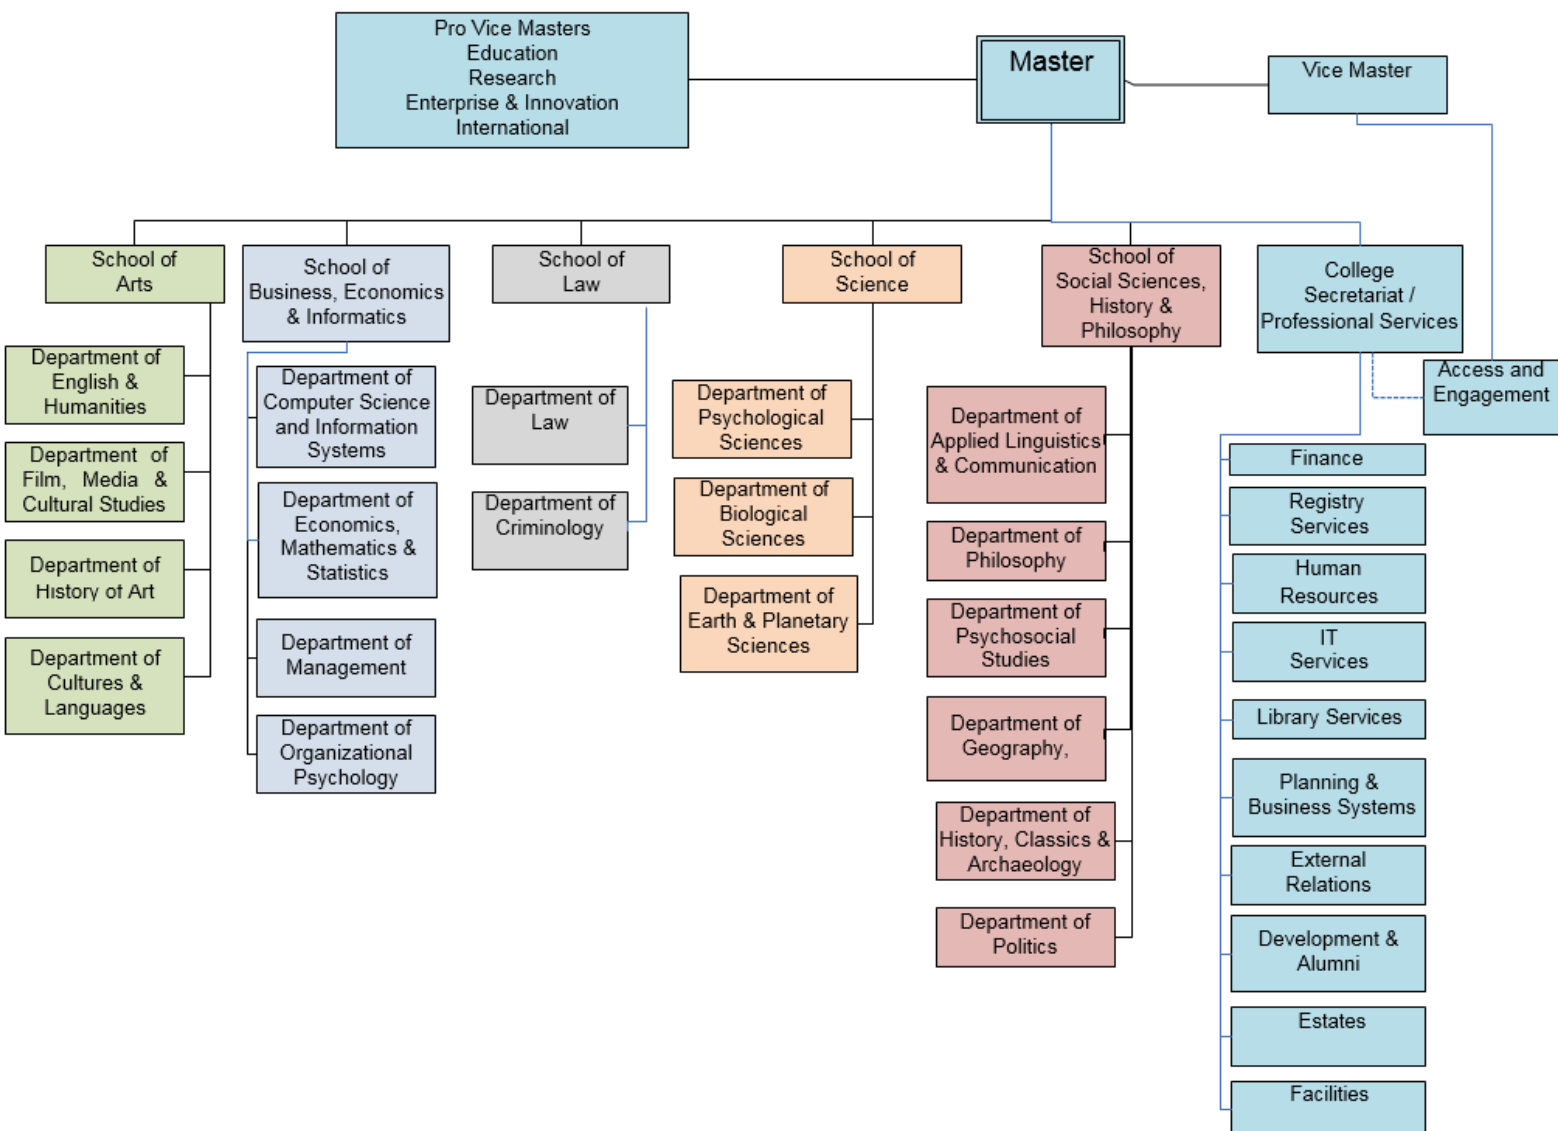 Pro Vice Masters
Education
Research
Enterprise & Innovation
International
Master
Vice Master
School of
Arts
School of
Business, Economics
& Informatics
School of
Law
School of
Science
School of
Social Sciences,
History &
Philosophy
College
Secretariat /
Professional Services
Access and
Engagement
Department of
English &
Humanities
Department of
Film, Media &
Cultural Studies
Department of
History of Art
Department of
Cultures &
Languages
Department of
Computer Science
and Information
Systems
Department of
Economics,
Mathematics &
Statistics
Department of
Management
Department of
Organizational
Psychology
Department of
Law
Department of
Criminology
Department of
Psychological
Sciences
Department of
Biological
Sciences
Department of
Earth & Planetary
Sciences
Department of
Applied Linguistics
& Communication
Department of
Philosophy
Department of
Psychosocial
Studies
Department of
Geography,
Department of
History, Classics &
Archaeology
Department of
Politics
Finance
Registry
Services
Human
Resources
IT
Services
Library Services
Planning &
Business Systems
External
Relations
Development &
Alumni
Estates
Facilities